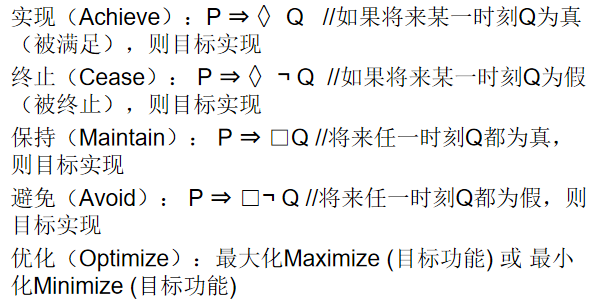 实现（Achieve）：P ⇒ ◊ Q //如果将来某一时刻Q为真
（被满足），则目标实现
终止（Cease）： P ⇒ ◊ ¬ Q //如果将来某一时刻Q为假
（被终止），则目标实现
保持（Maintain）： P ⇒ □Q //将来任一时刻Q都为真，
则目标实现
避免（Avoid）： P ⇒ □¬ Q //将来任一时刻Q都为假，则
目标实现
优化（Optimize）：最大化Maximize (目标功能) 或 最小
化Minimize (目标功能)